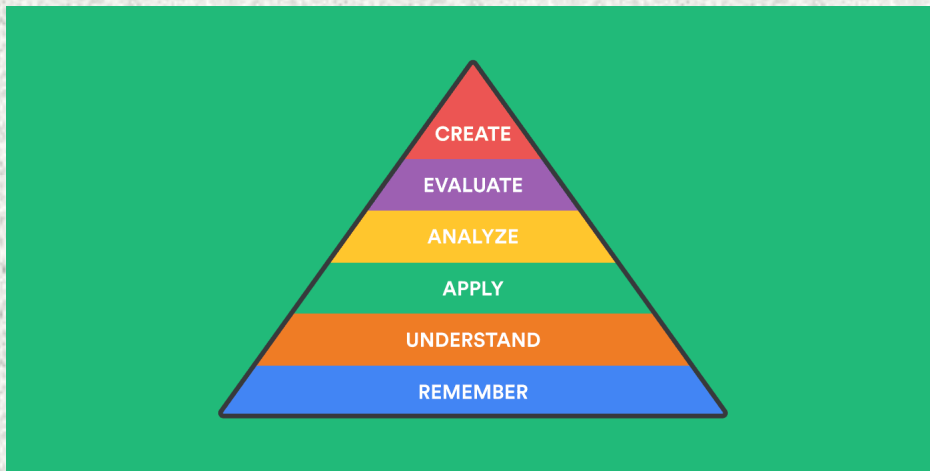 CREATE
EVALUATE
ANALYZE
APPLY
UNDERSTAND
REMEMBER